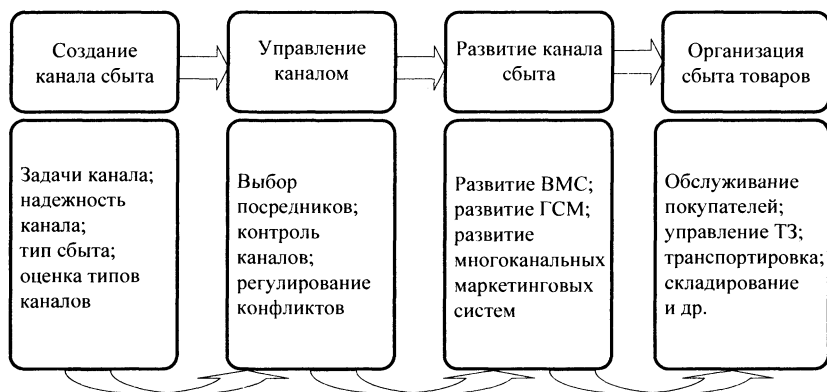 Создание
канала сбыта
Управление
каналом
Развитие канала
сбыта
Организация
сбыта товаров
Задачи канала;
надежность
канала;
тип сбыта;
оценка типов
каналов
Выбор
посредников;
контроль
каналов;
регулирование
конфликтов
Развитие ВМС;
развитие ГСМ;
развитие
многоканальных
маркетинговых
систем
Обслуживание
покупателей;
управление ТЗ;
транспортировка;
складирование
и др.